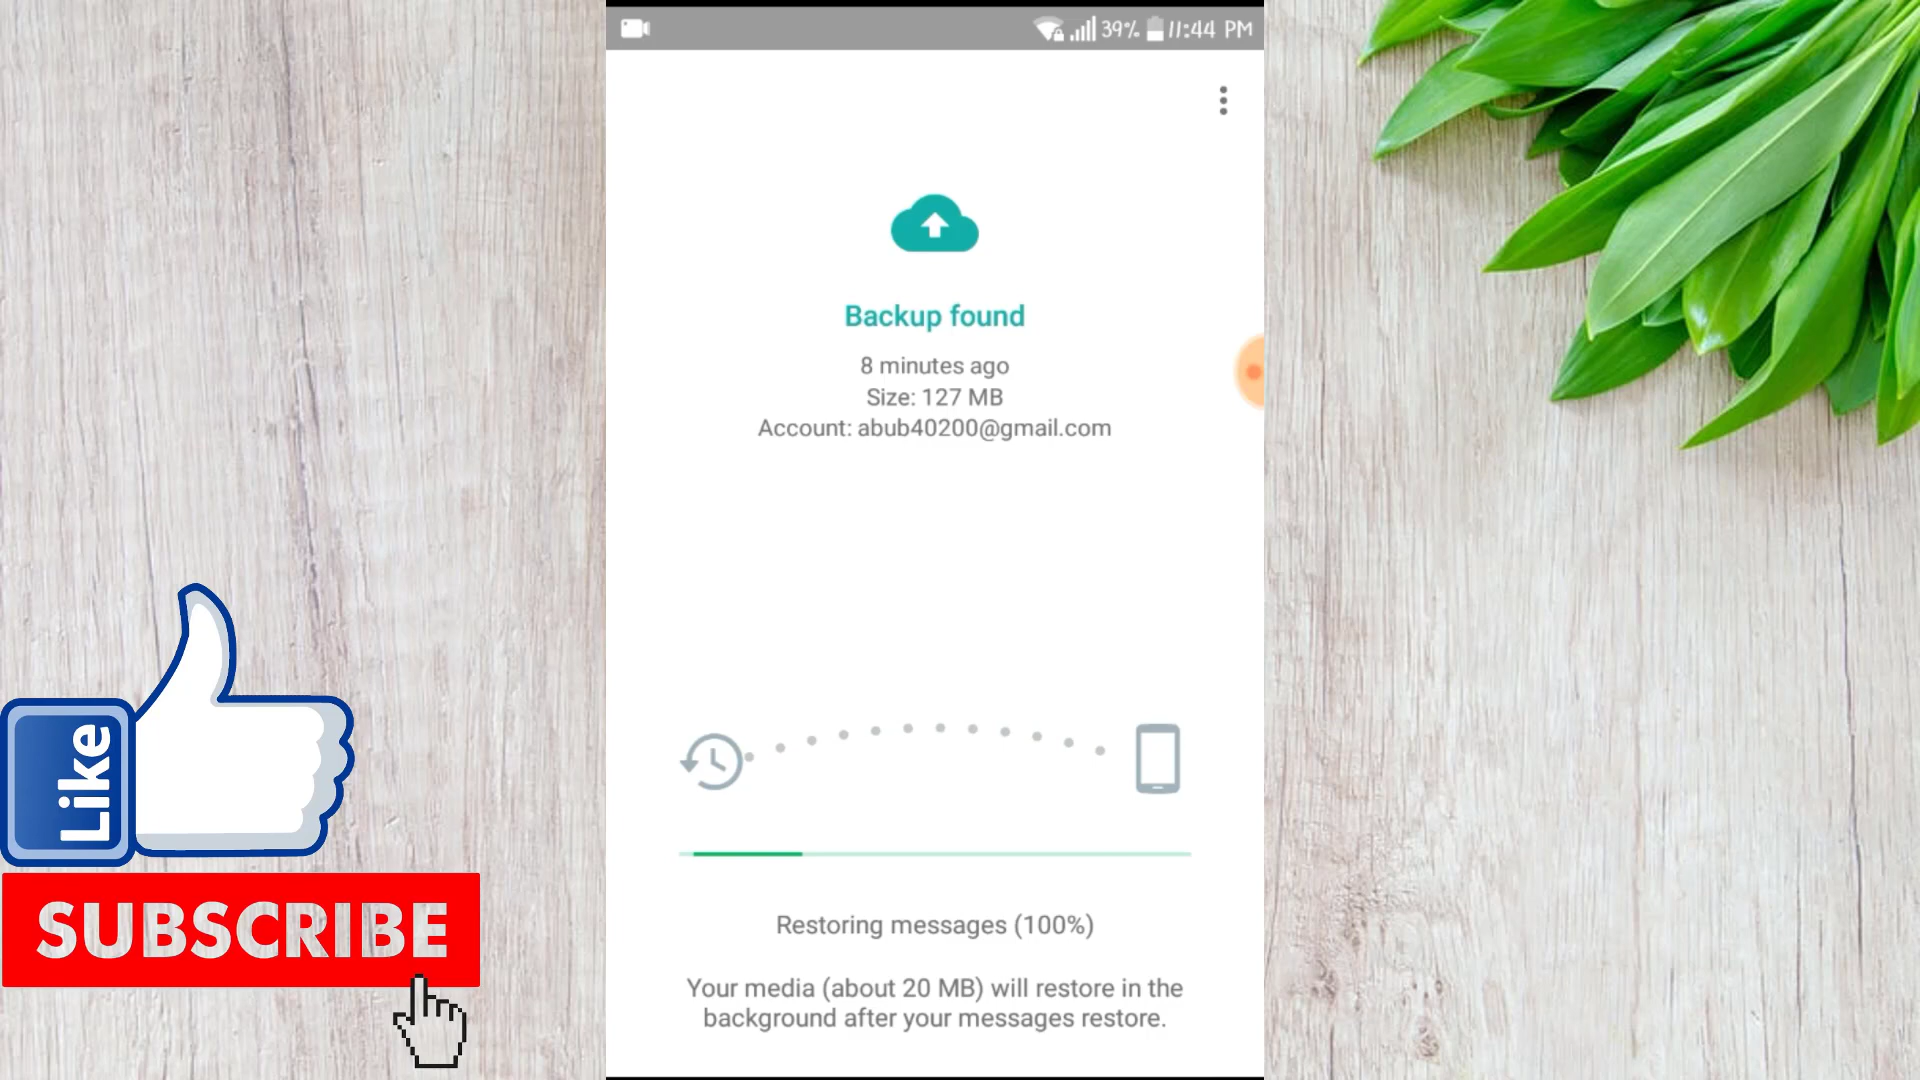 39% 11:44 PM
Backup found
8 minutes ago
Size: 127 MB
Account: abub40200@gmail.com
Restoring messages (100%)
Your media (about 20 MB) will restore in the
background after your messages restore.
Like
SUBSCRIBE